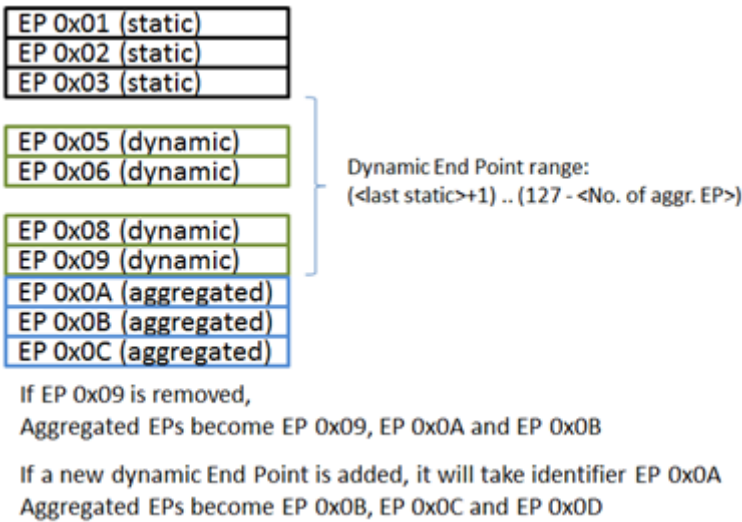 EP 0x01 (static)
EP 0x02 (static)
EP 0x03 (static)
EP 0x05 (dynamic)
EP 0x06 (dynamic)
Dynamic End Point range:
(<last static>+1) .. (127 - <No. of aggr. EP>)
EP 0x08 (dynamic)
EP 0x09 (dynamic)
EP 0x0A (aggregated)
EP 0x0B (aggregated)
EP 0x0C (aggregated)
If EP 0x09 is removed,
Aggregated EPs become EP 0x09, EP 0x0A and EP 0x0B
If a new dynamic End Point is added, it will take identifier EP 0x0A
Aggregated EPs become EP 0x0B, EP 0x0C and EP 0x0D